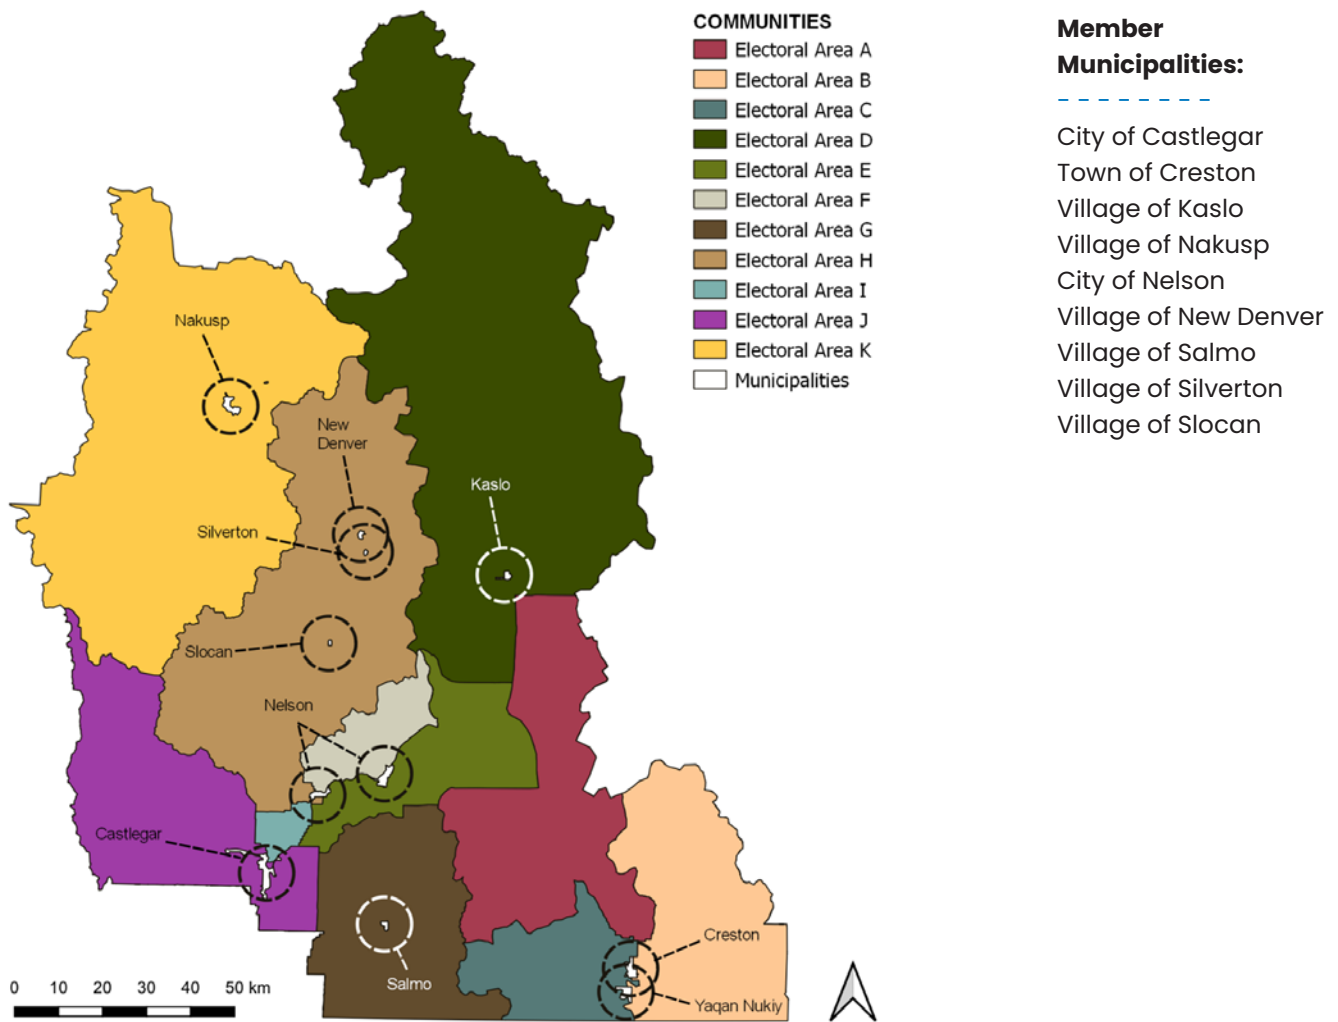 COMMUNITIES
Electoral Area A
Electoral Area B
Electoral Area C
Electoral Area D
Electoral Area E
Electoral Area F
Electoral Area G
Electoral Area H
Electoral Area I
Electoral Area J
Electoral Area K
Municipalities
Member
Municipalities:
City of Castlegar
Town of Creston
Village of Kaslo
Village of Nakusp
City of Nelson
Village of New Denver
Village of Salmo
Village of Silverton
Village of Slocan
Nakusp
New
Denver
Kaslo
Silverton
Slocan
Nelson
Castlegar
Creston
Salmo
Yaqan Nukiy
0 10 20 30 40 50 km